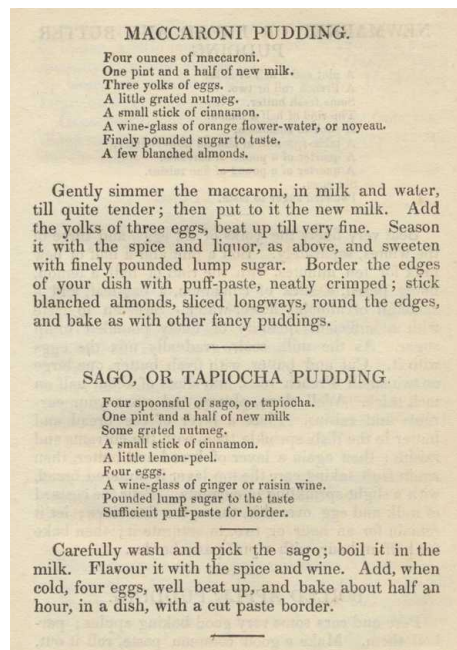 MACCARONI PUDDING.
Four ounces of maccaroni.
One pint and a half of new milk.
Three yolks of eggs.
A little grated nutmeg.
A small stick of cinnamon.
A wine-glass of orange flower-water, or noyeau.
Finely pounded sugar to taste.
A few blanched almonds.
Gently simmer the maccaroni, in milk and water,
till quite tender; then put to it the new milk. Add
the yolks of three eggs, beat up till very fine. Season
it with the spice and liquor, as above, and sweeten
with finely pounded lump sugar. Border the edges
of your dish with puff-paste, neatly crimped; stick
blanched almonds, sliced longways, round the edges,
and bake as with other fancy puddings.
SAGO, OR TAPIOCHA PUDDING.
Four spoonsful of sago, or tapiocha.
One pint and a half of new milk
Some grated nutmeg.
A small stick of cinnamon.
A little lemon-peel.
Four eggs.
A wine-glass of ginger or raisin wine.
Pounded lump sugar to the taste
Sufficient puff-paste for border.
Carefully wash and pick the sago; boil it in the
milk. Flavour it with the spice and wine. Add, when
cold, four eggs, well beat up, and bake about half an
hour, in a dish, with a cut paste border.